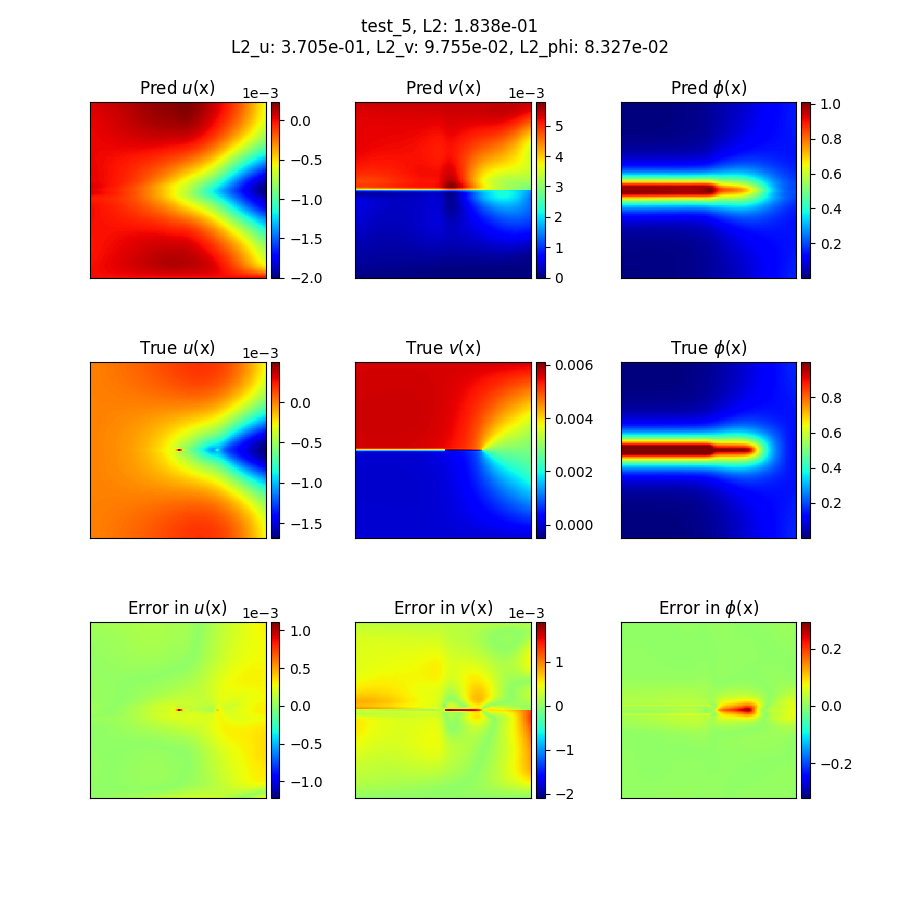 test_5, L2: 1.838e-01
L2_u: 3.705e-01, L2_v: 9.755e-02, L2_phi: 8.327e-02
Pred u(x)
1e−3
0.0
−0.5
−1.0
−1.5
−2.0
Pred v(x)
1e−3
5
4
3
2
1
0
Pred ϕ(x)
1.0
0.8
0.6
0.4
0.2
True u(x)
1e−3
0.0
−0.5
−1.0
−1.5
True v(x)
0.006
0.004
0.002
0.000
True ϕ(x)
0.8
0.6
0.4
0.2
Error in u(x)
1e−3
1.0
0.5
0.0
−0.5
−1.0
Error in v(x)
1e−3
1
0
−1
−2
Error in ϕ(x)
0.2
0.0
−0.2